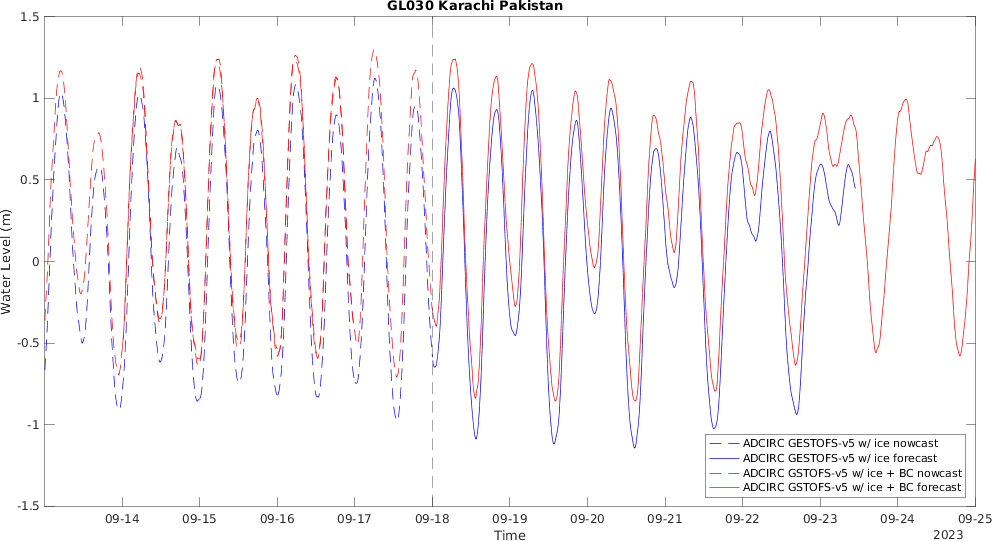 GL030 Karachi Pakistan
1.5
1
0.5
0
-0.5
-1
-1.5
Water Level (m)
09-14
09-15
09-16
09-17
09-18
09-19
09-20
09-21
09-22
09-23
09-24
09-25
Time
2023
ADCIRC GESTOFS-v5 w/ ice nowcast
ADCIRC GESTOFS-v5 w/ ice forecast
ADCIRC GSTOFS-v5 w/ ice + BC nowcast
ADCIRC GSTOFS-v5 w/ ice + BC forecast